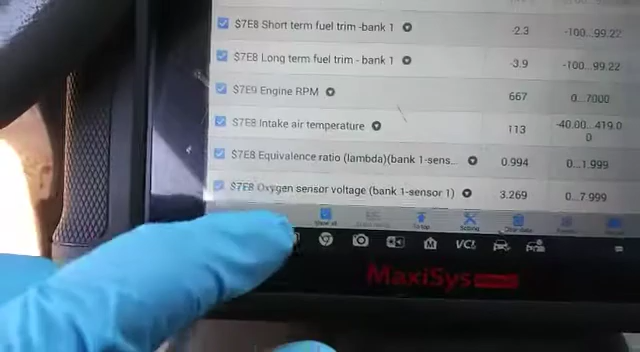 $7E8 Short term fuel trim -bank 1 -2.3 -100...99.22
$7E8 Long term fuel trim - bank 1 -3.9 -100...99.22
$7E9 Engine RPM 667 0...7000
$7E8 Intake air temperature 113 -40.00...419.00
$7E8 Equivalence ratio (lambda)(bank 1-sens... 0.994 0...1.999
$7E8 Oxygen sensor voltage (bank 1-sensor 1) 3.269 0...7.999
Show all To top Setting Clear data
VCI
MaxiSys